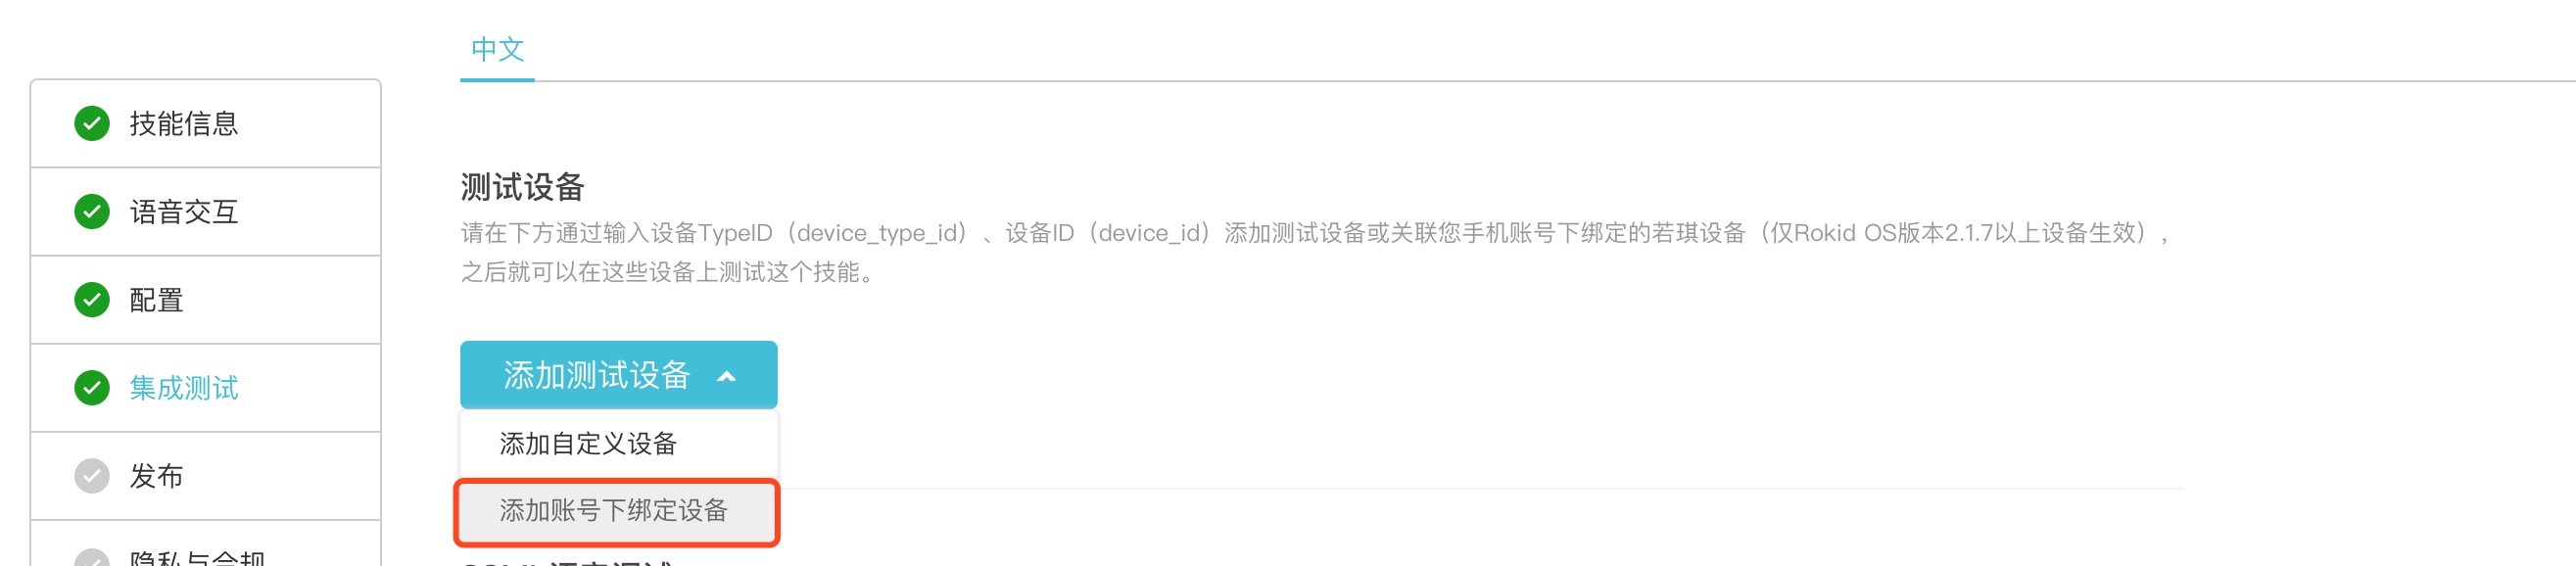 中文
技能信息
语音交互
配置
集成测试
发布
隐私与合规
测试设备
请在下方通过输入设备TypeID（device_type_id）、设备ID（device_id）添加测试设备或关联您手机账号下绑定的若琪设备（仅Rokid OS版本2.1.7以上设备生效），
之后就可以在这些设备上测试这个技能。
添加测试设备
添加自定义设备
添加账号下绑定设备